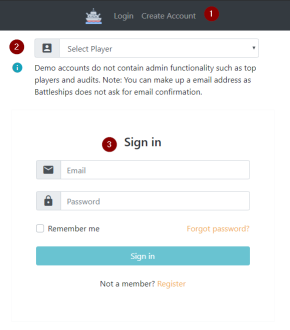 Login Create Account 1
2 Select Player
Demo accounts do not contain admin functionality such as top
players and audits. Note: You can make up a email address as
Battleships does not ask for email confirmation.
3 Sign in
Email
Password
Remember me Forgot password?
Sign in
Not a member? Register